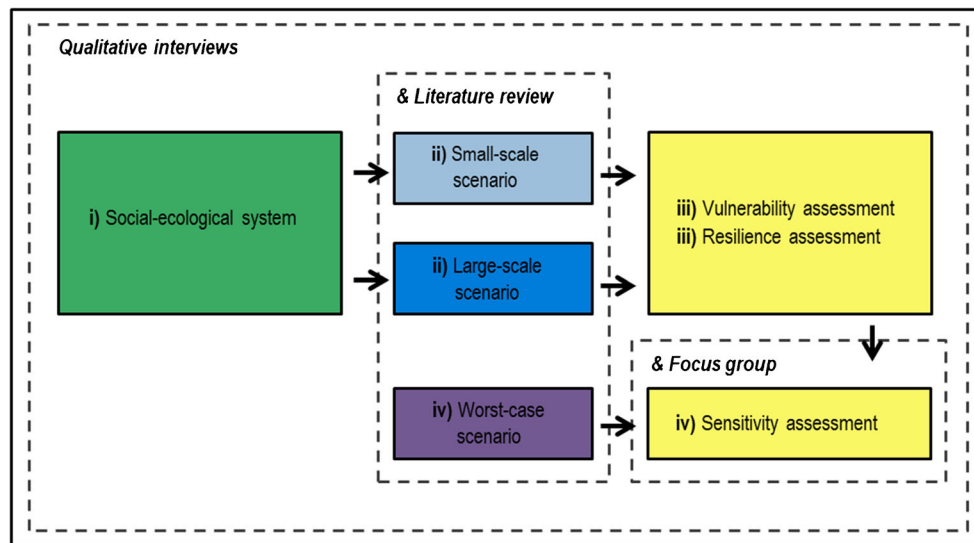 Qualitative interviews
& Literature review
i) Social-ecological system
ii) Small-scale
scenario
ii) Large-scale
scenario
iv) Worst-case
scenario
iii) Vulnerability assessment
iii) Resilience assessment
& Focus group
iv) Sensitivity assessment